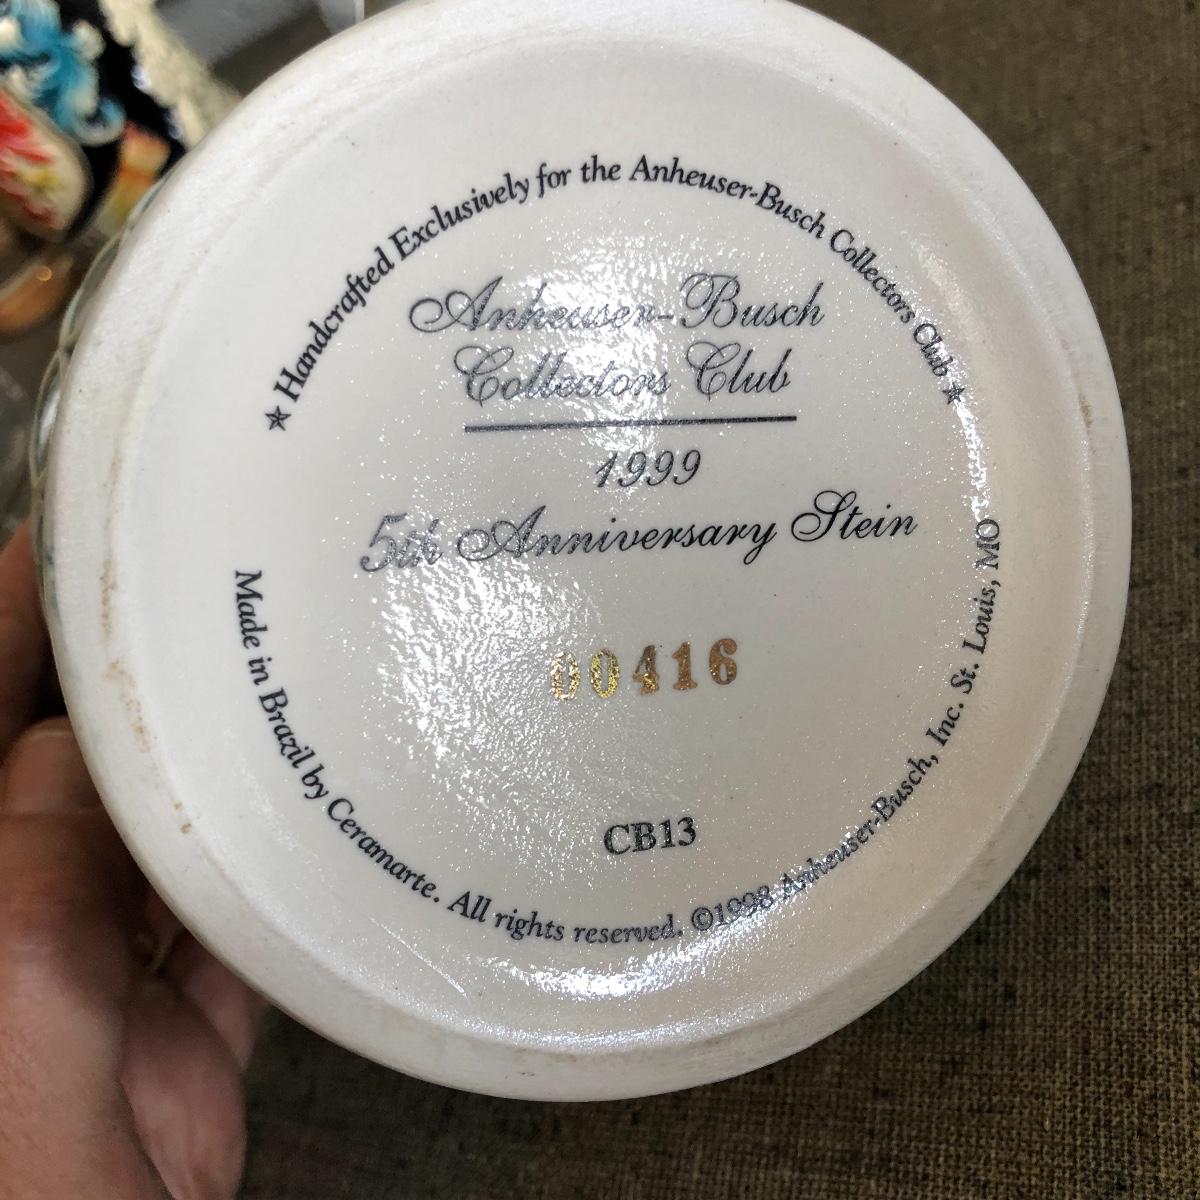 ★ Handcrafted Exclusively for the Anheuser-Busch Collectors Club ★
Anheuser-Busch
Collectors Club
1999
5th Anniversary Stein
00416
CB13
Made in Brazil by Ceramarte. All rights reserved. ©1998 Anheuser-Busch, Inc. St. Louis, MO